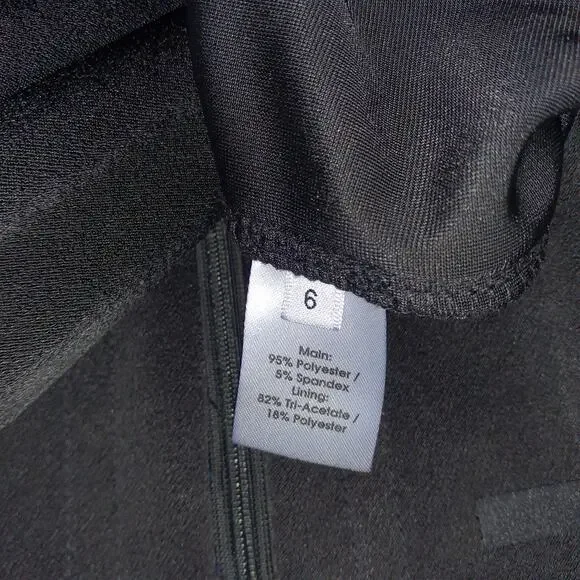 6
Main:
95% Polyester /
5% Spandex
Lining:
82% Tri-Acetate /
18% Polyester